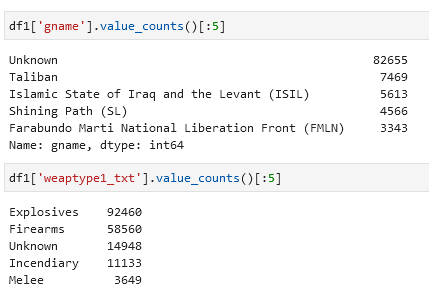 df1['gname'].value_counts()[:5]
Unknown 82655
Taliban 7469
Islamic State of Iraq and the Levant (ISIL) 5613
Shining Path (SL) 4566
Farabundo Marti National Liberation Front (FMLN) 3343
Name: gname, dtype: int64
df1['weaptype1_txt'].value_counts()[:5]
Explosives 92460
Firearms 58560
Unknown 14948
Incendiary 11133
Melee 3649